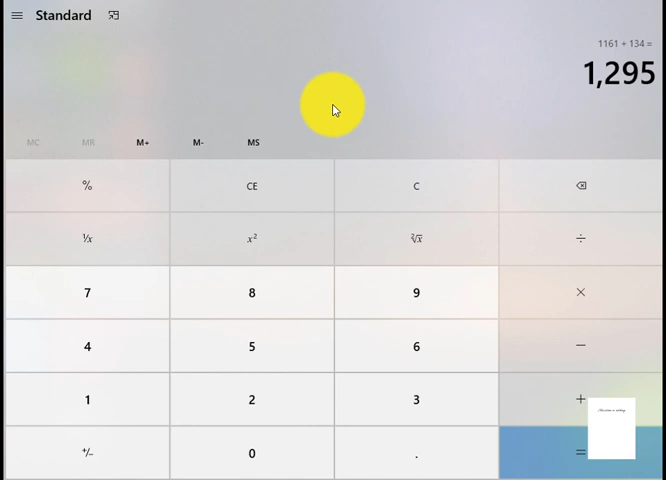 Standard
1161 + 134 =
1,295
MC MR M+ M- MS
% CE C
¹/x x² ²√x ÷
7 8 9 ×
4 5 6 −
1 2 3 +
+/− 0 . =